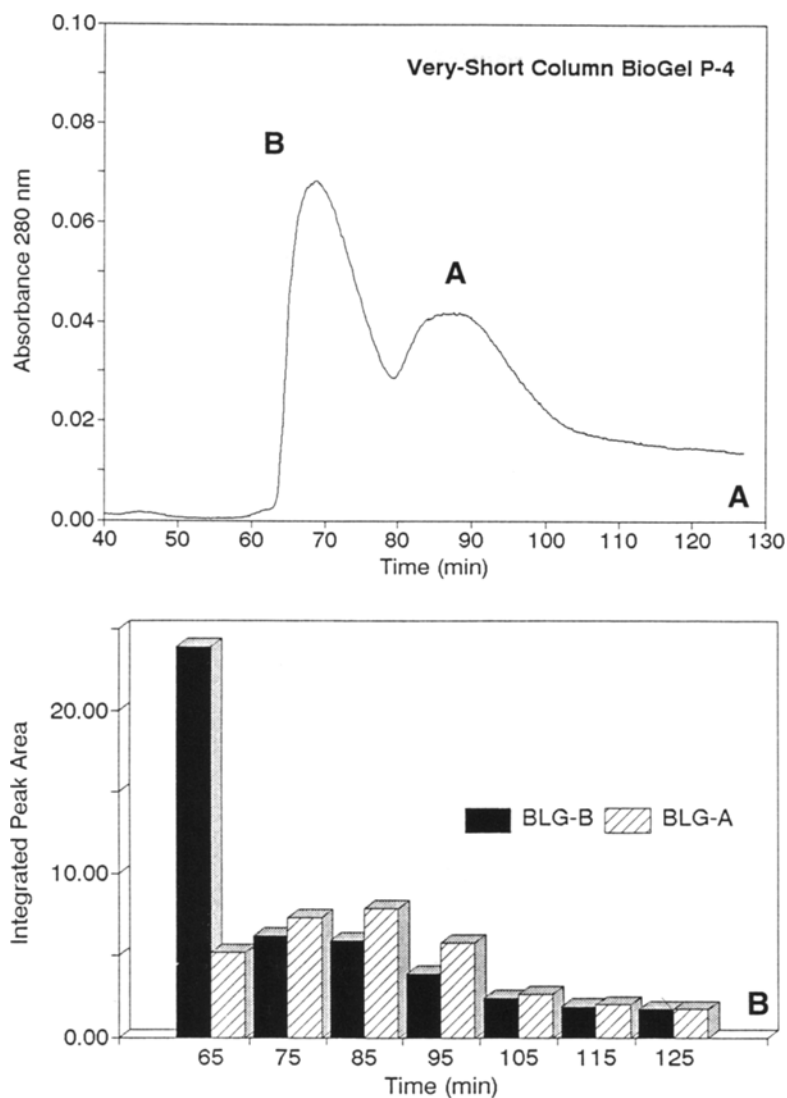 0.10
Very-Short Column BioGel P-4
0.08
B
0.06
A
0.04
0.02
A
0.00
40 50 60 70 80 90 100 110 120 130
Time (min)
Absorbance 280 nm
20.00
BLG-B BLG-A
10.00
B
0.00
65 75 85 95 105 115 125
Time (min)
Integrated Peak Area